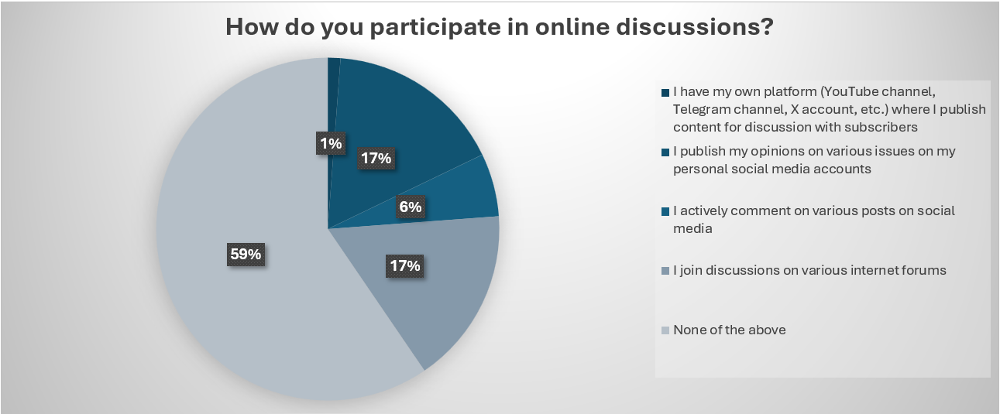 How do you participate in online discussions?
1%
17%
6%
17%
59%
I have my own platform (YouTube channel,
Telegram channel, X account, etc.) where I publish
content for discussion with subscribers
I publish my opinions on various issues on my
personal social media accounts
I actively comment on various posts on social
media
I join discussions on various internet forums
None of the above